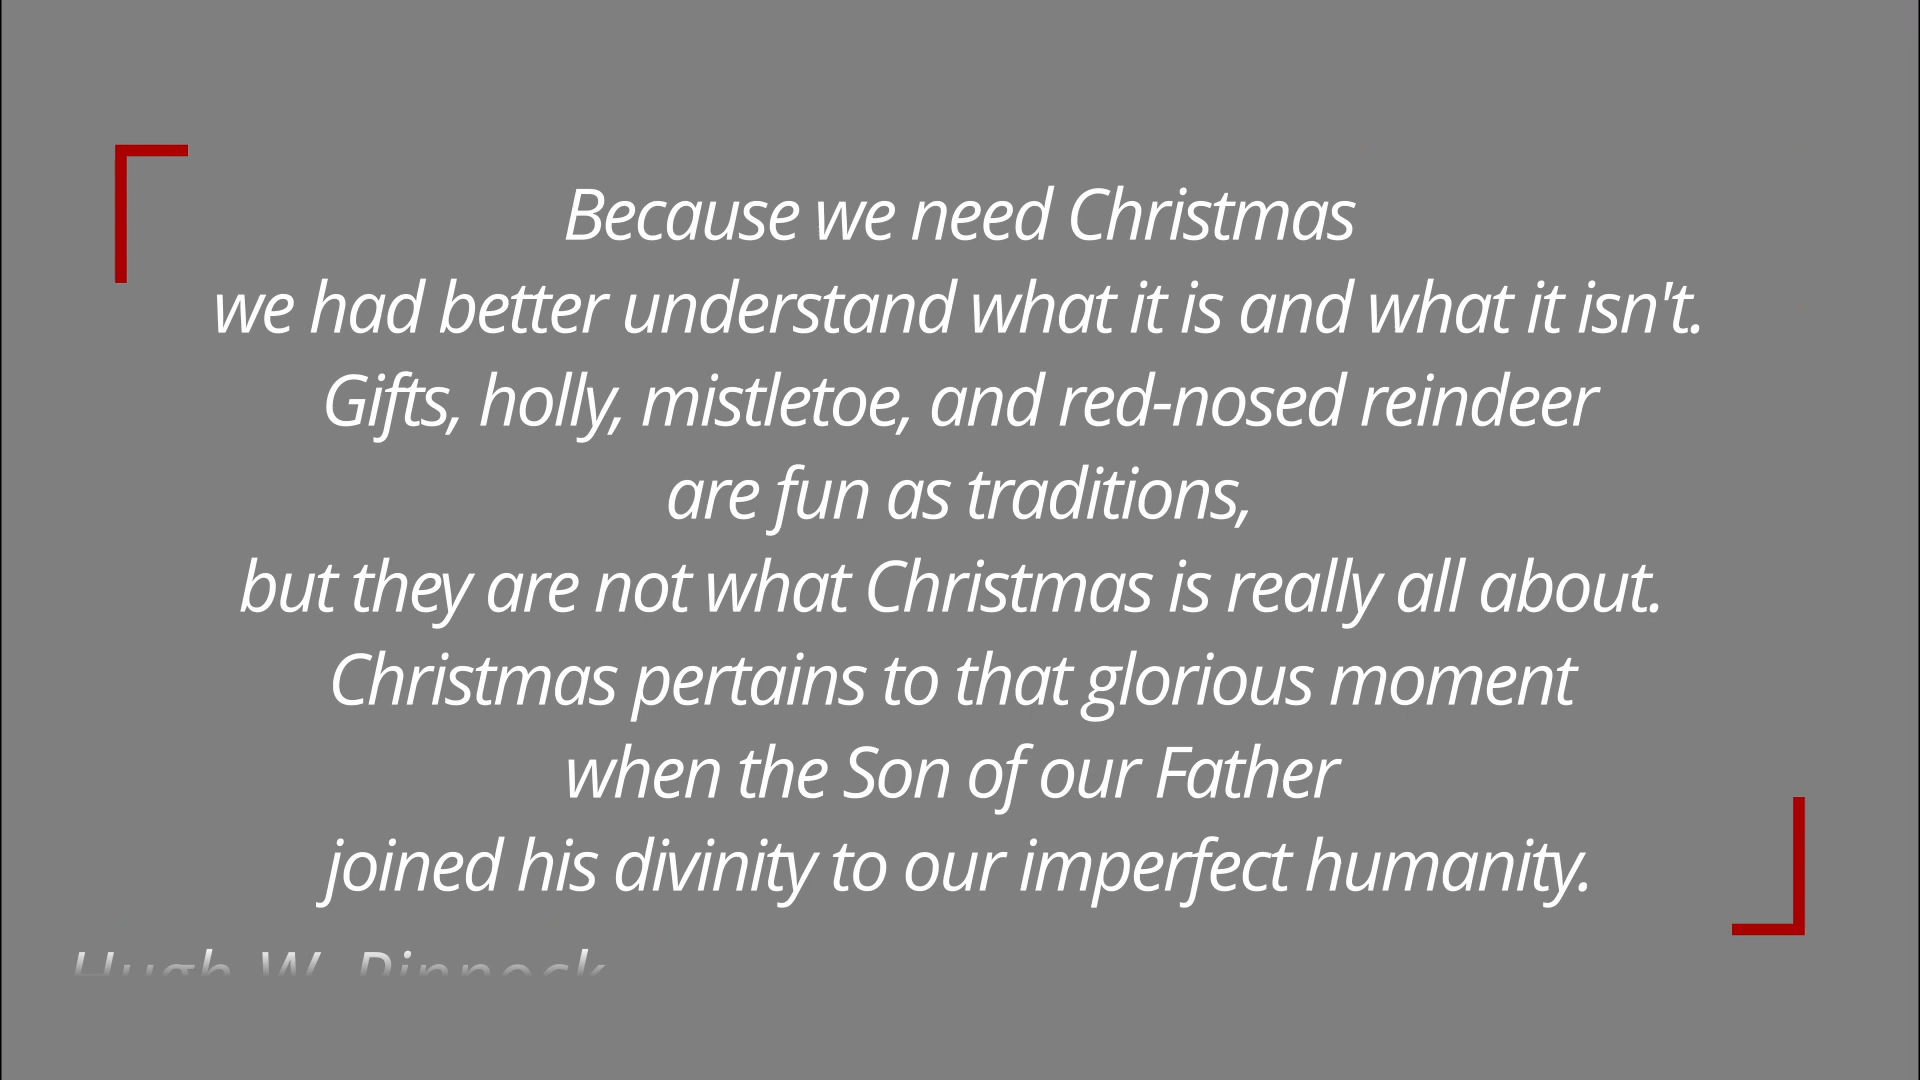 Because we need Christmas
we had better understand what it is and what it isn't.
Gifts, holly, mistletoe, and red-nosed reindeer
are fun as traditions,
but they are not what Christmas is really all about.
Christmas pertains to that glorious moment
when the Son of our Father
joined his divinity to our imperfect humanity.
Hugh W. Pinnock